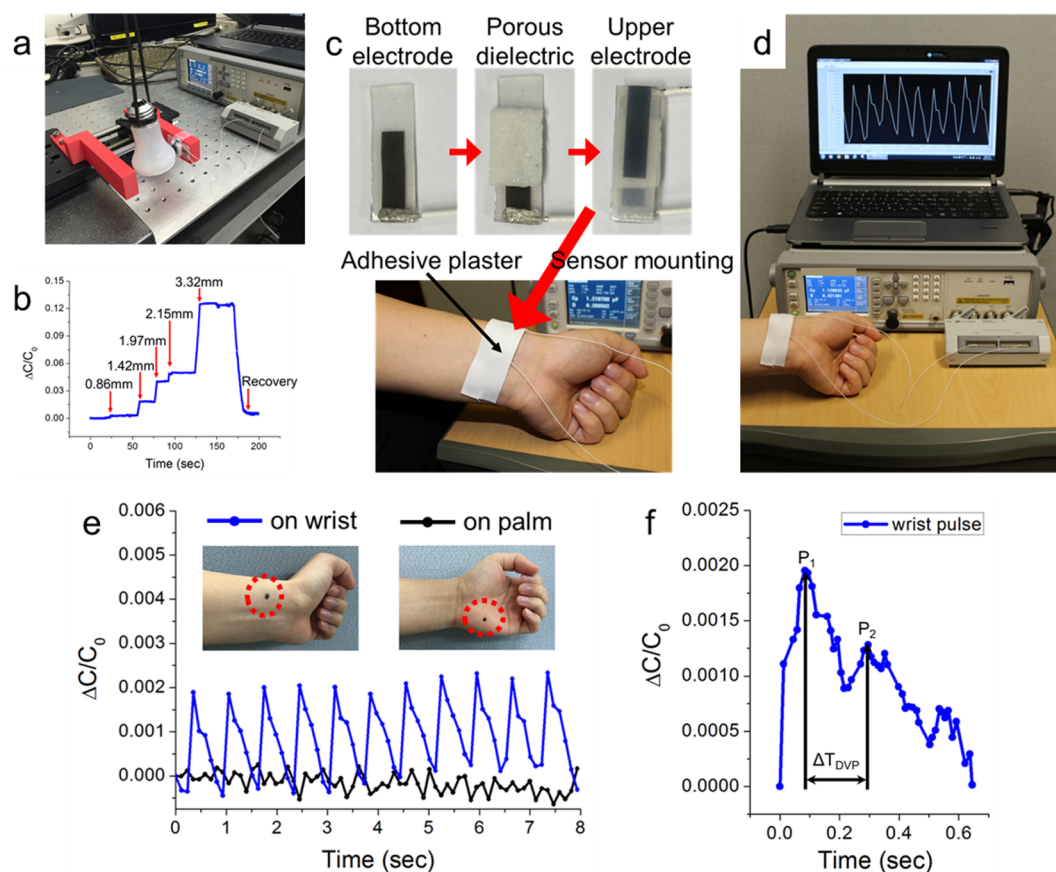 a
b
3.32mm
2.15mm
1.97mm
1.42mm
0.86mm
Recovery
ΔC/C0
0.15
0.12
0.09
0.06
0.03
0.00
0 50 100 150 200
Time (sec)
c
Bottom electrode
Porous dielectric
Upper electrode
Adhesive plaster
Sensor mounting
d
e
on wrist
on palm
ΔC/C0
0.006
0.005
0.004
0.003
0.002
0.001
0.000
0 1 2 3 4 5 6 7 8
Time (sec)
f
wrist pulse
P1
P2
ΔTDVP
ΔC/C0
0.0025
0.0020
0.0015
0.0010
0.0005
0.0000
0.0 0.2 0.4 0.6
Time (sec)